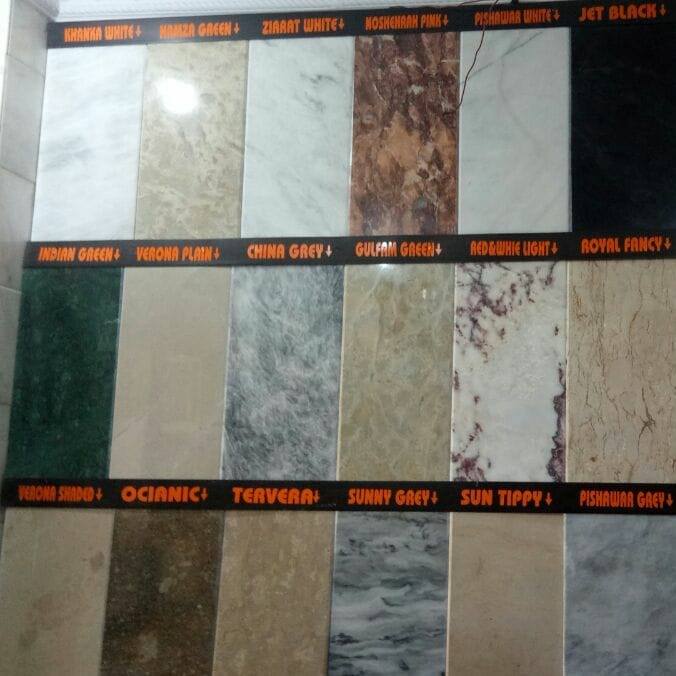 KHANKA WHITE↓ HAMZA GREEN↓ ZIARAT WHITE↓ NOSHEHRAH PINK↓ PISHAWAR WHITE↓ JET BLACK↓
INDIAN GREEN↓ VERONA PLAIN↓ CHINA GREY↓ GULFAM GREEN↓ RED&WHIE LIGHT↓ ROYAL FANCY↓
VERONA SHADED↓ OCIANIC↓ TERVERA↓ SUNNY GREY↓ SUN TIPPY↓ PISHAWAR GREY↓